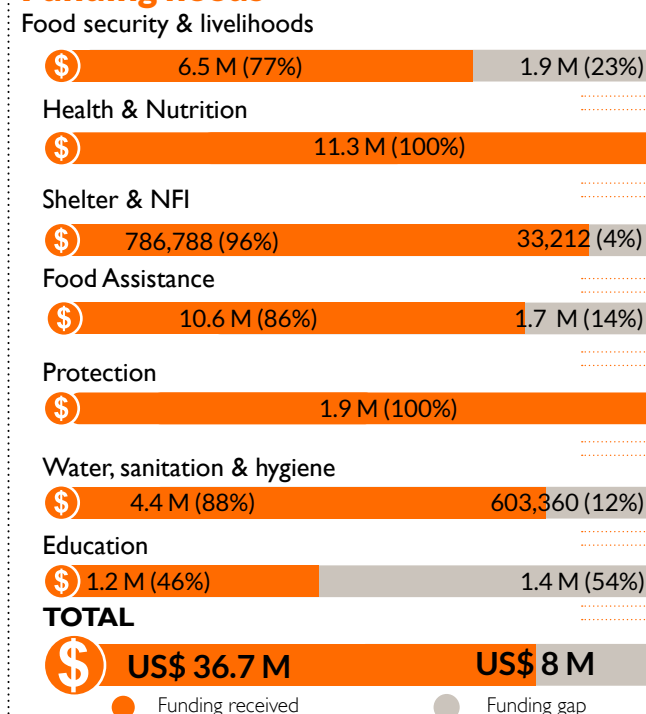 Funding needs
Food security & livelihoods
$ 6.5 M (77%) 1.9 M (23%)
Health & Nutrition
$ 11.3 M (100%)
Shelter & NFI
$ 786,788 (96%) 33,212 (4%)
Food Assistance
$ 10.6 M (86%) 1.7 M (14%)
Protection
$ 1.9 M (100%)
Water, sanitation & hygiene
$ 4.4 M (88%) 603,360 (12%)
Education
$ 1.2 M (46%) 1.4 M (54%)
TOTAL
$ US$ 36.7 M US$ 8 M
Funding received Funding gap